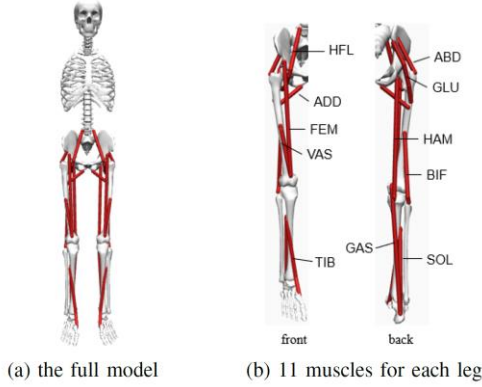 HFL
ADD
FEM
VAS
TIB
front
ABD
GLU
HAM
BIF
GAS
SOL
back
(a) the full model
(b) 11 muscles for each leg